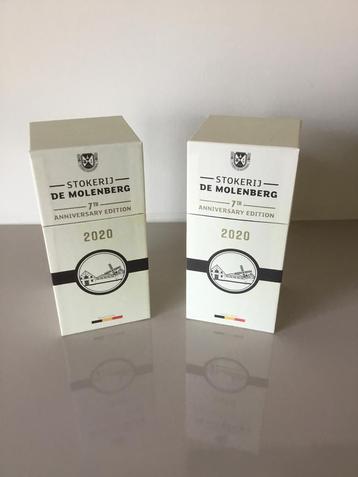 STOKERIJ
DE MOLENBERG
7TH
ANNIVERSARY EDITION
2020
STOKERIJ
DE MOLENBERG
7TH
ANNIVERSARY EDITION
2020